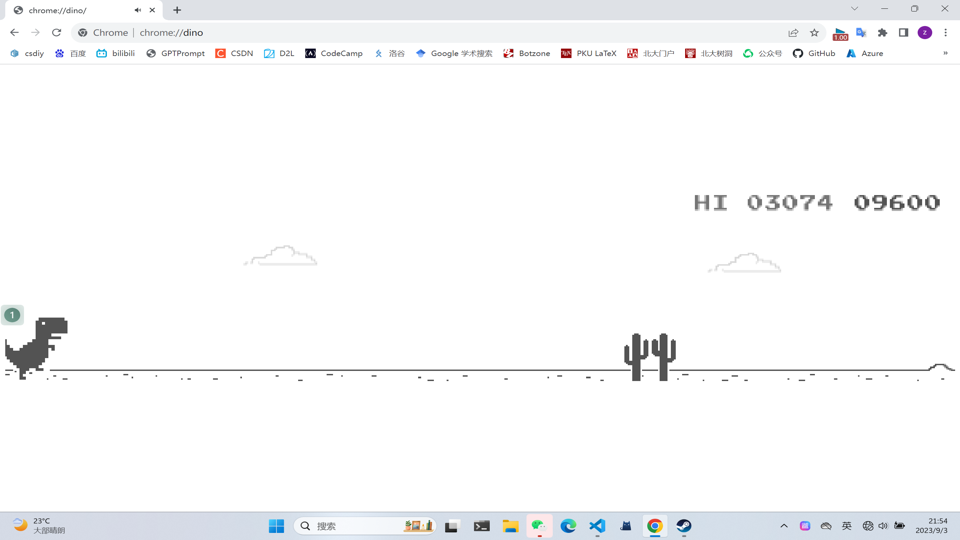 chrome://dino/
Chrome | chrome://dino
1.00
z
csdiy 百度 bilibili GPTPrompt CSDN D2L CodeCamp 洛谷 Google 学术搜索 Botzone PKU LaTeX 北大门户 北大树洞 公众号 GitHub Azure »
HI 03074 09600
1
23°C
大部晴朗
搜索
英
21:54
2023/9/3